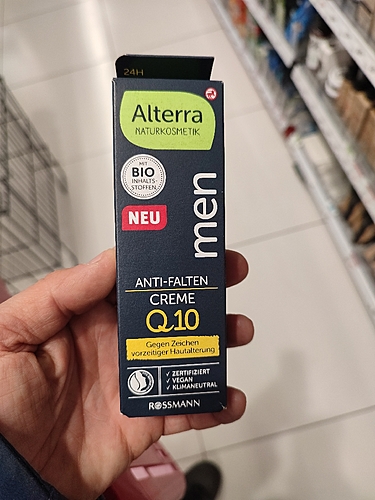 24H
Alterra
NATURKOSMETIK
MIT
BIO
INHALTS-
STOFFEN
NEU
men
ANTI-FALTEN
CREME
Q10
Gegen Zeichen
vorzeitiger Hautalterung
✓ ZERTIFIZIERT
✓ VEGAN
✓ KLIMANEUTRAL
ROSSMANN